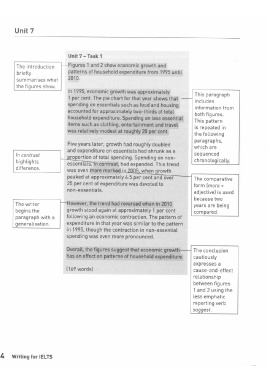 Unit 7
Unit 7 – Task 1
The introduction
briefly
summarises what
the figures show.
Figures 1 and 2 show economic growth and
patterns of household expenditure from 1995 until
2010.
In 1995, economic growth was approximately
1 per cent. The pie chart for that year shows that
spending on essentials such as food and housing
accounted for approximately two-thirds of total
household expenditure. Spending on less essential
items such as clothing, entertainment and travel
was relatively modest at roughly 20 per cent.
This paragraph
includes
information from
both figures.
This pattern
is repeated in
the following
paragraphs,
which are
sequenced
chronologically.
In contrast
highlights
difference.
Five years later, growth had roughly doubled
and expenditure on essentials had shrunk as a
proportion of total spending. Spending on non-
essentials, in contrast, had expanded. This trend
was even more marked in 2005, when growth
peaked at approximately 4.5 per cent and over
25 per cent of expenditure was devoted to
non-essentials.
The comparative
form (more +
adjective) is used
because two
years are being
compared.
The writer
begins the
paragraph with a
generalisation.
However, the trend had reversed when in 2010
growth stood again at approximately 1 per cent
following an economic contraction. The pattern of
expenditure in that year was similar to the pattern
in 1995, though the contraction in non-essential
spending was even more pronounced.
Overall, the figures suggest that economic growth
has an effect on patterns of household expenditure.
(169 words)
The conclusion
cautiously
expresses a
cause-and-effect
relationship
between figures
1 and 2 using the
less emphatic
reporting verb
suggest.
4 Writing for IELTS